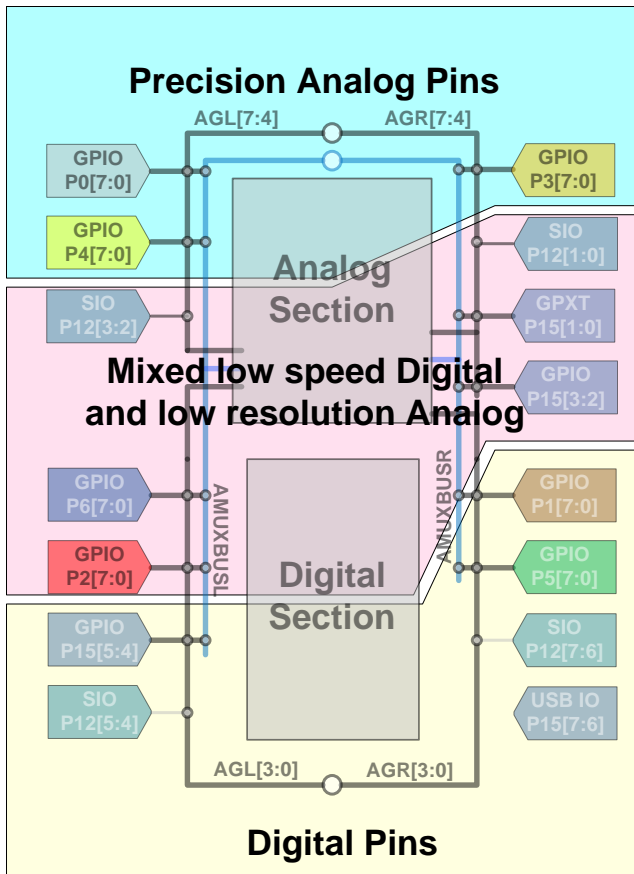 Precision Analog Pins
AGL[7:4]
AGR[7:4]
GPIO
P0[7:0]
GPIO
P3[7:0]
GPIO
P4[7:0]
SIO
P12[1:0]
Analog
Section
SIO
P12[3:2]
GPXT
P15[1:0]
Mixed low speed Digital
and low resolution Analog
GPIO
P15[3:2]
GPIO
P6[7:0]
AMUXBUSL
AMUXBUSR
GPIO
P1[7:0]
GPIO
P2[7:0]
Digital
Section
GPIO
P5[7:0]
GPIO
P15[5:4]
SIO
P12[7:6]
SIO
P12[5:4]
USB IO
P15[7:6]
AGL[3:0]
AGR[3:0]
Digital Pins